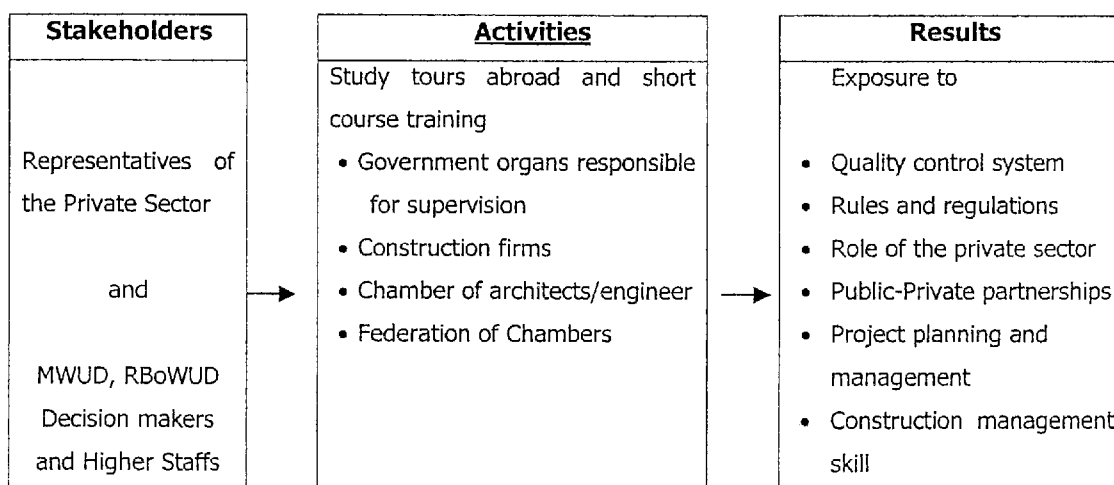 Stakeholders
Representatives of
the Private Sector
and
MWUD, RBoWUD
Decision makers
and Higher Staffs
Activities
Study tours abroad and short
course training
• Government organs responsible
for supervision
• Construction firms
• Chamber of architects/engineer
• Federation of Chambers
Results
Exposure to
• Quality control system
• Rules and regulations
• Role of the private sector
• Public-Private partnerships
• Project planning and
management
• Construction management
skill